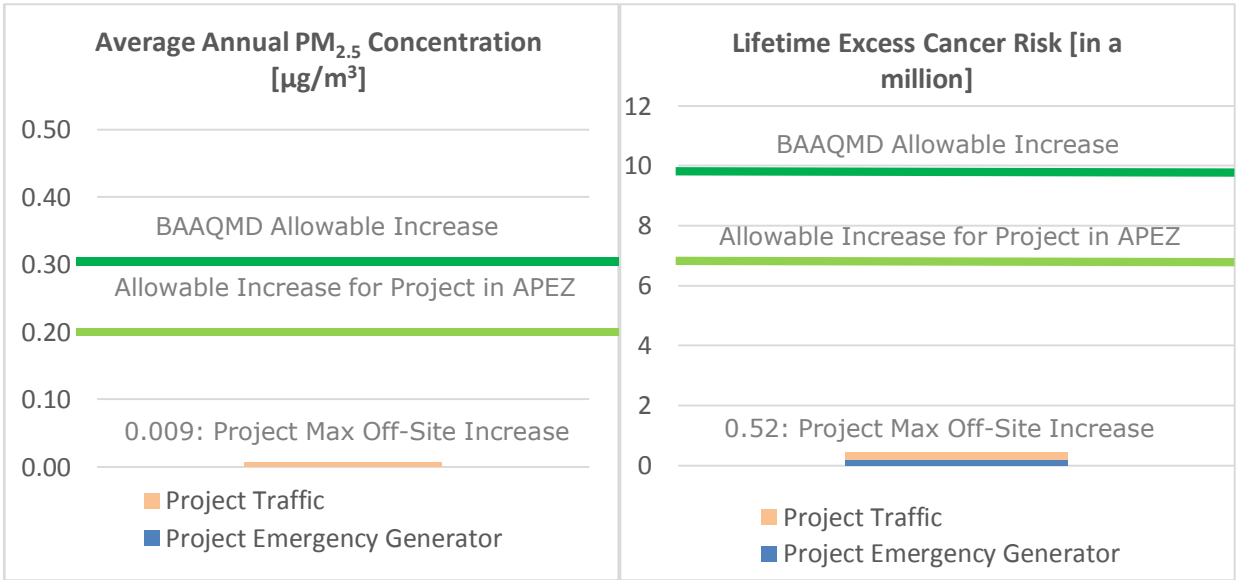 Average Annual PM2.5 Concentration
[µg/m³]
0.50
0.40
BAAQMD Allowable Increase
0.30
Allowable Increase for Project in APEZ
0.20
0.10
0.009: Project Max Off-Site Increase
0.00
Project Traffic
Project Emergency Generator
Lifetime Excess Cancer Risk [in a
million]
12
BAAQMD Allowable Increase
10
8
Allowable Increase for Project in APEZ
6
4
2
0.52: Project Max Off-Site Increase
0
Project Traffic
Project Emergency Generator